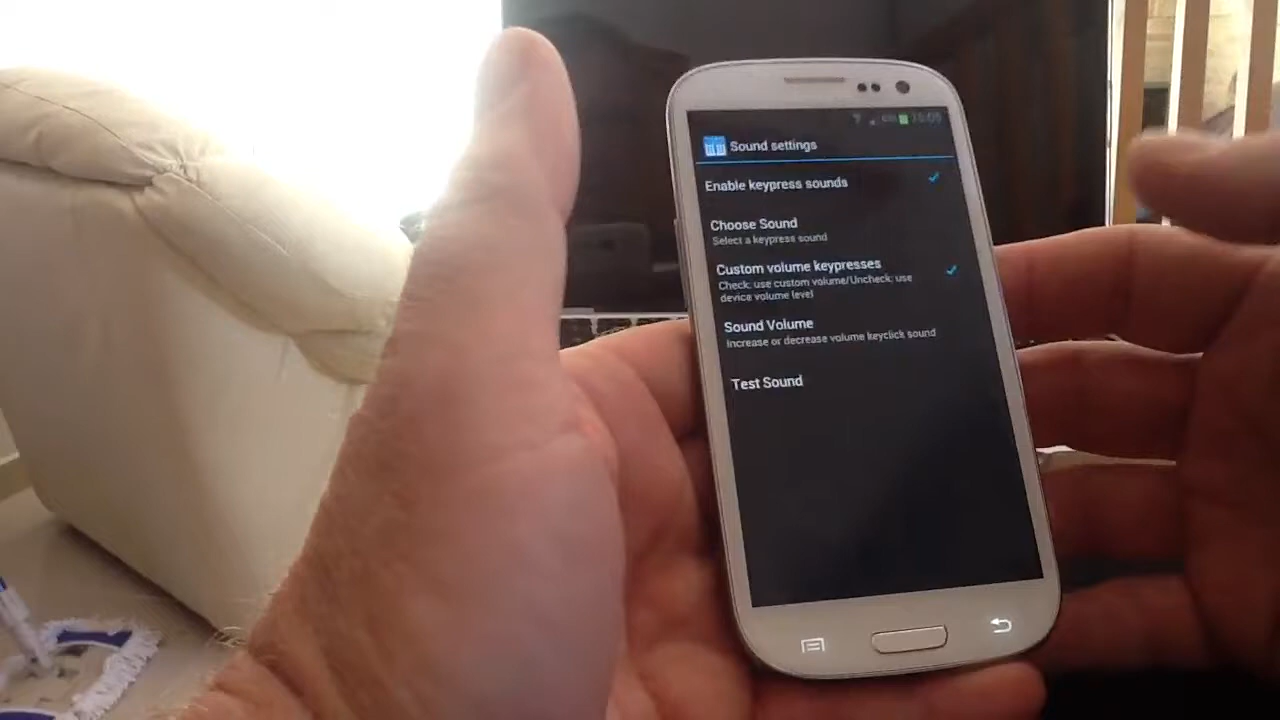 Sound settings
Enable keypress sounds
Choose Sound
Select a keypress sound
Custom volume keypresses
Check: use custom volume/Uncheck: use
device volume level
Sound Volume
Increase or decrease volume keyclick sound
Test Sound